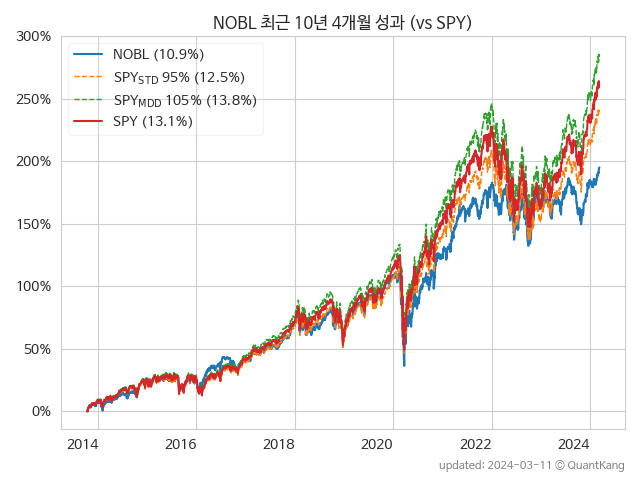 NOBL 최근 10년 4개월 성과 (vs SPY)
300%
250%
200%
150%
100%
50%
0%
NOBL (10.9%)
SPYSTD 95% (12.5%)
SPYMDD 105% (13.8%)
SPY (13.1%)
2014 2016 2018 2020 2022 2024
updated: 2024-03-11 © QuantKang